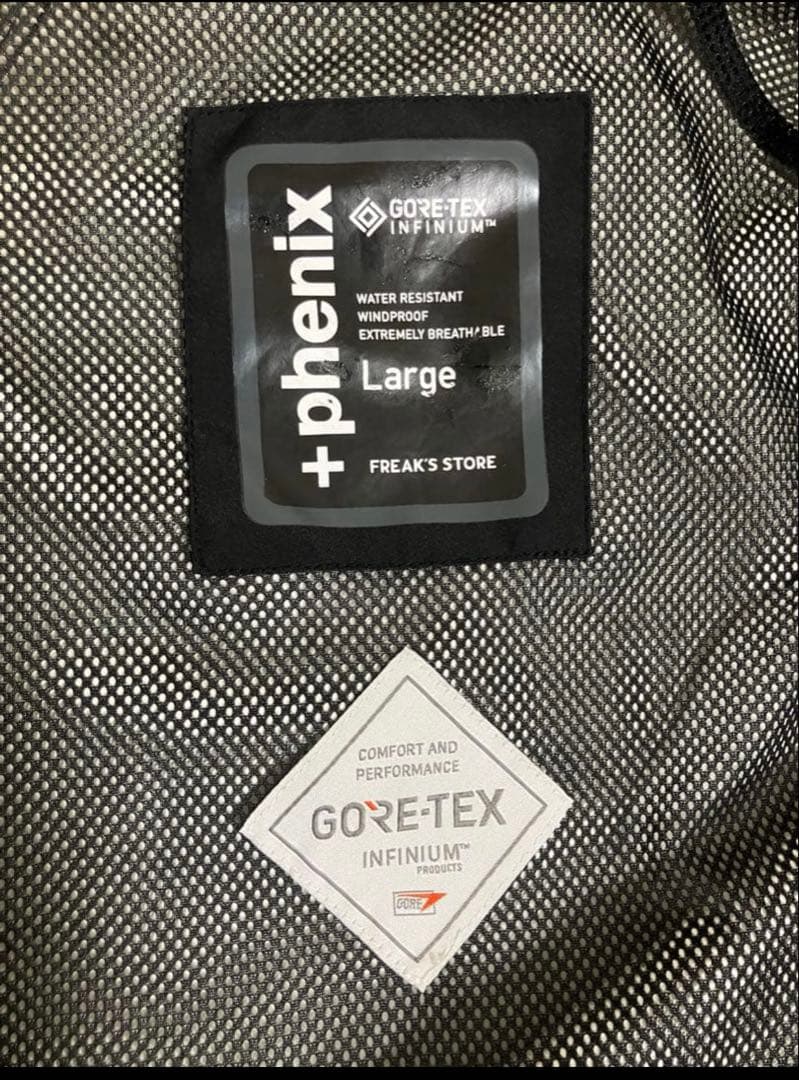 +phenix
GORE-TEX
INFINIUM™
WATER RESISTANT
WINDPROOF
EXTREMELY BREATHABLE
Large
FREAK'S STORE
COMFORT AND
PERFORMANCE
GORE-TEX
INFINIUM™
PRODUCTS
GORE